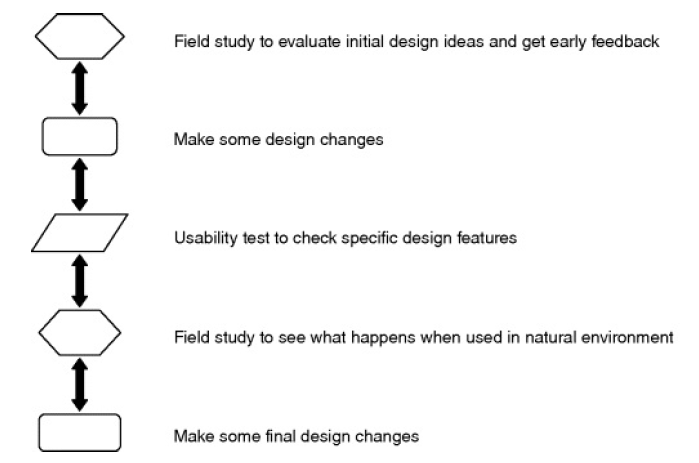 Field study to evaluate initial design ideas and get early feedback
Make some design changes
Usability test to check specific design features
Field study to see what happens when used in natural environment
Make some final design changes